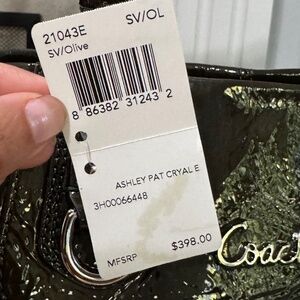 21043E SV/OL
SV/Olive
8 86382 31243 2
ASHLEY PAT CRYAL E
3H00066448
MFSRP $398.00
Coach